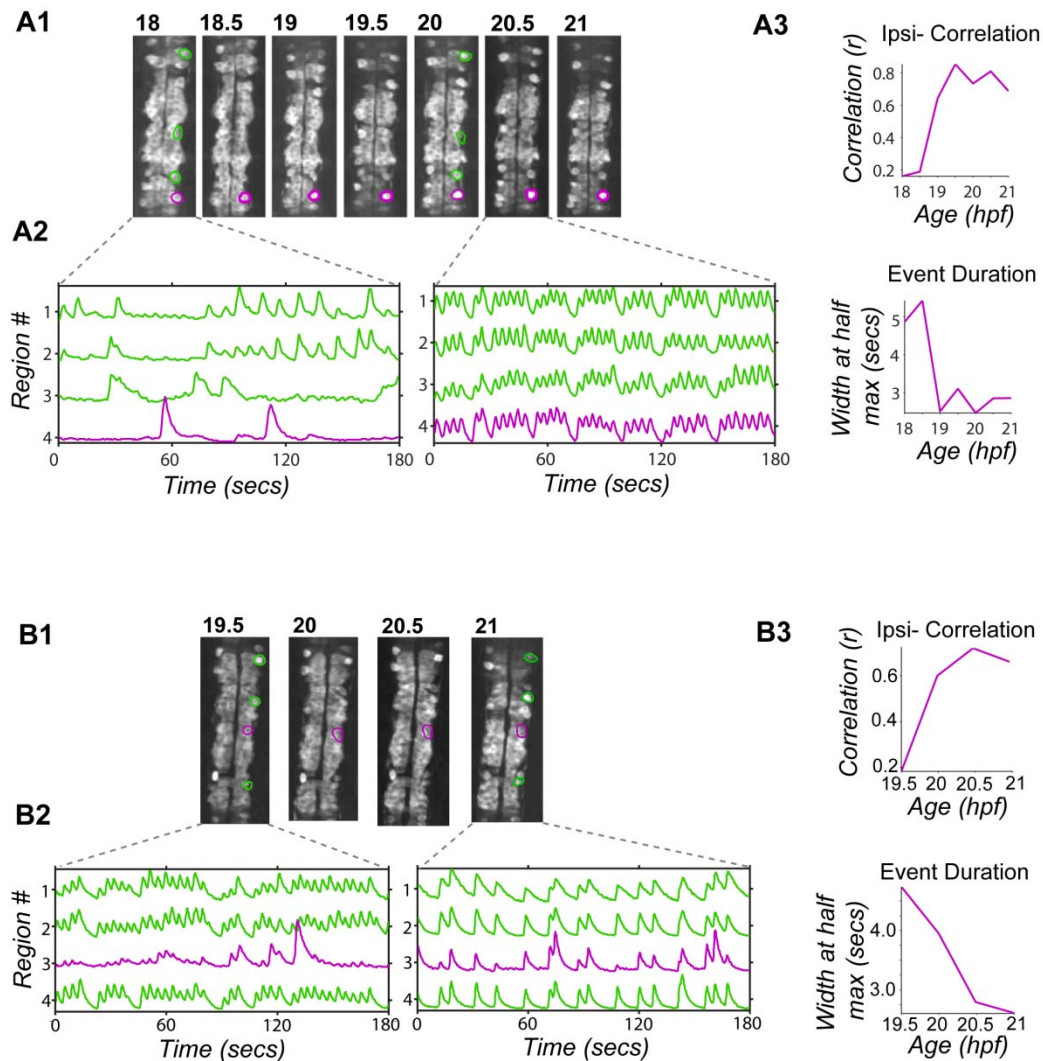 A1
18 18.5 19 19.5 20 20.5 21
A3
Ipsi- Correlation
Correlation (r)
0.8
0.6
0.4
0.2
18 19 20 21
Age (hpf)
A2
Region #
1
2
3
4
0 60 120 180
Time (secs)
1
2
3
4
0 60 120 180
Time (secs)
Event Duration
Width at half
max (secs)
5
4
3
18 19 20 21
Age (hpf)
B1
19.5 20 20.5 21
B3
Ipsi- Correlation
Correlation (r)
0.6
0.4
0.2
19.5 20 20.5 21
Age (hpf)
B2
Region #
1
2
3
4
0 60 120 180
Time (secs)
1
2
3
4
0 60 120 180
Time (secs)
Event Duration
Width at half
max (secs)
4.0
3.0
19.5 20 20.5 21
Age (hpf)